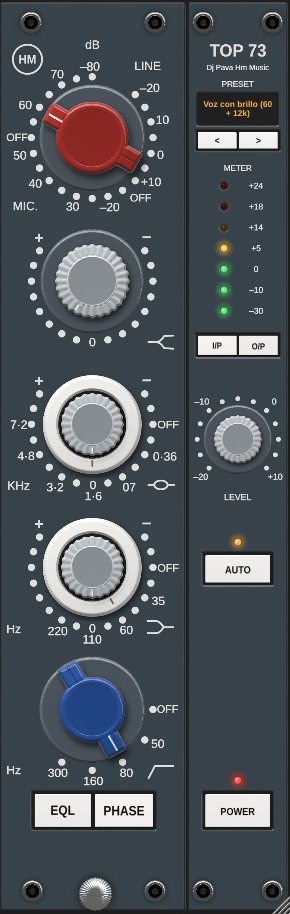 HM
dB
–80
70
LINE
–20
60
10
OFF
50
0
40
+10
OFF
MIC.
30
–20
+
–
0
+
–
7·2
OFF
4·8
0·36
KHz
3·2
0
07
1·6
+
–
OFF
35
Hz
220
0
60
110
OFF
50
Hz
300
80
160
EQL
PHASE
TOP 73
Dj Pava Hm Music
PRESET
Voz con brillo (60
+ 12k)
<
>
METER
+24
+18
+14
+5
0
–10
–30
I/P
O/P
–10
0
–20
+10
LEVEL
AUTO
POWER